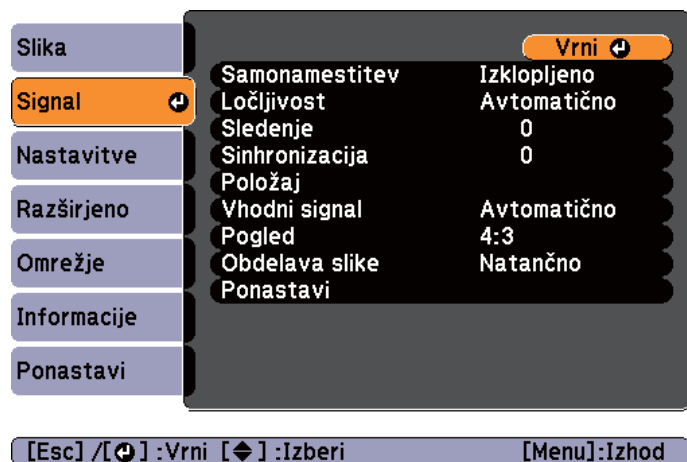 Slika
Signal
Nastavitve
Razširjeno
Omrežje
Informacije
Ponastavi
Vrni
Samonamestitev Izklopljeno
Ločljivost Avtomatično
Sledenje 0
Sinhronizacija 0
Položaj
Vhodni signal Avtomatično
Pogled 4:3
Obdelava slike Natančno
Ponastavi
[Esc] /[ ] :Vrni [ ] :Izberi [Menu]:Izhod